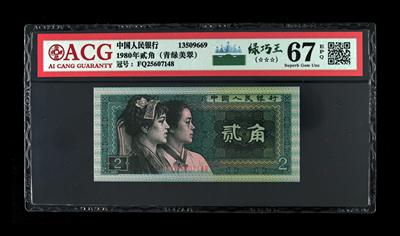 ACG
AI CANG GUARANTY
中国人民银行 13509669
1980年贰角（青绿美翠）
冠号：FQ25607148
绿巧王
(☆☆☆)
67 EPQ
Superb Gem Unc
中国人民银行
贰角
2
2